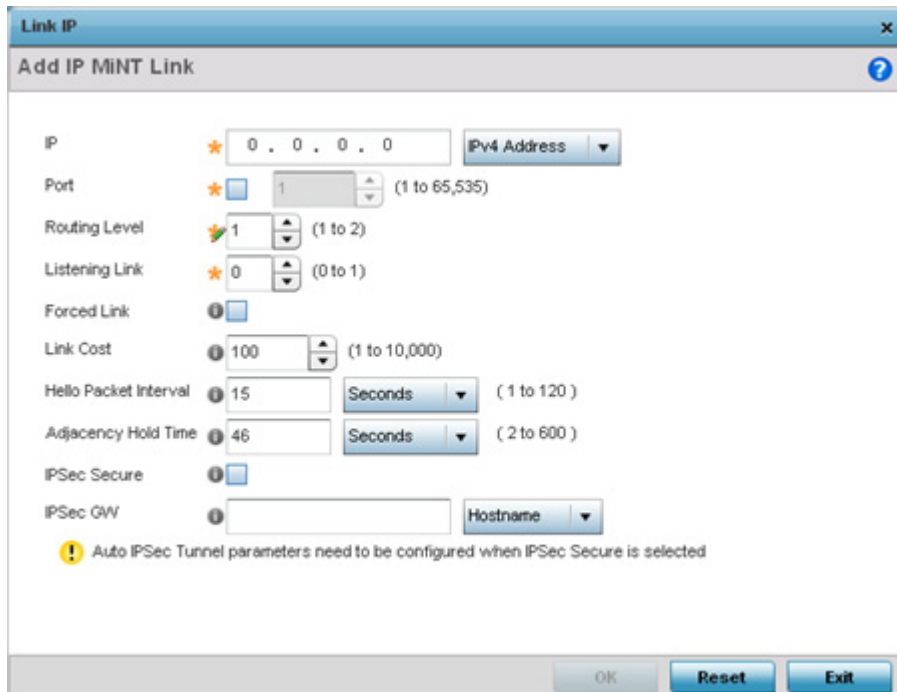 Link IP
Add IP MiNT Link
IP 0 . 0 . 0 . 0 IPv4 Address
Port 1 (1 to 65,535)
Routing Level 1 (1 to 2)
Listening Link 0 (0 to 1)
Forced Link
Link Cost 100 (1 to 10,000)
Hello Packet Interval 15 Seconds ( 1 to 120 )
Adjacency Hold Time 46 Seconds ( 2 to 600 )
IPSec Secure
IPSec GW Hostname
Auto IPSec Tunnel parameters need to be configured when IPSec Secure is selected
OK Reset Exit